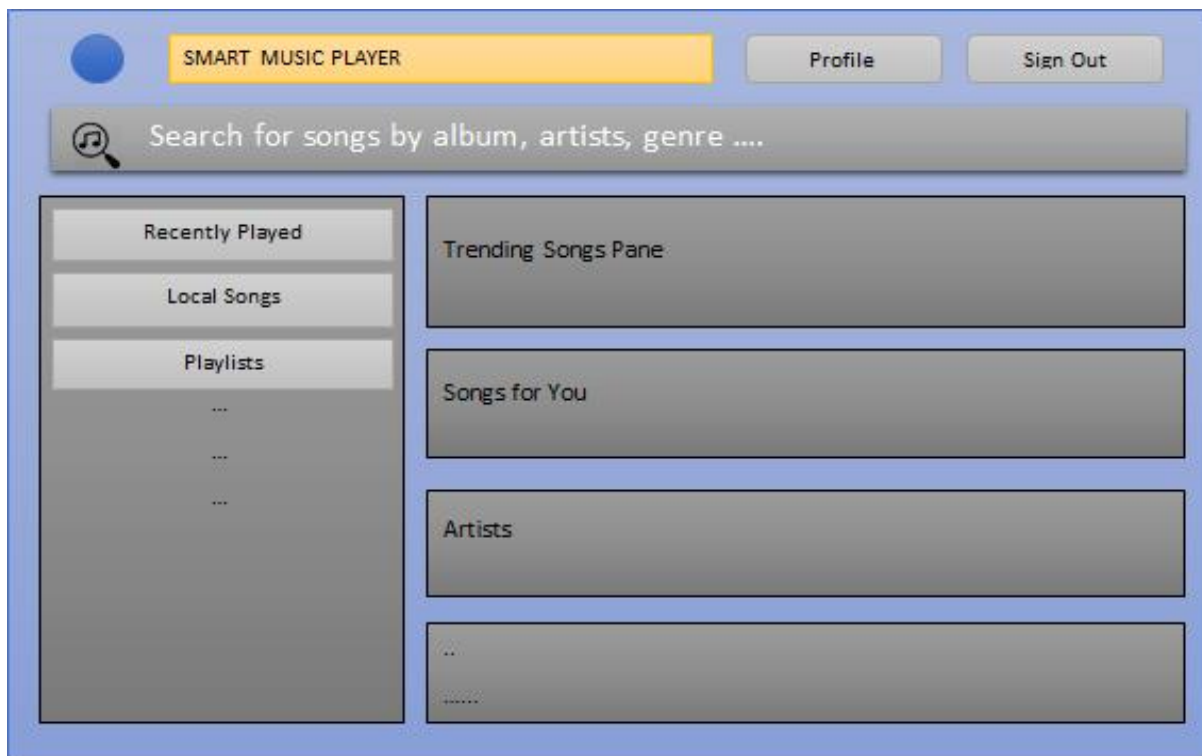 SMART MUSIC PLAYER
Profile
Sign Out
Search for songs by album, artists, genre ....
Recently Played
Local Songs
Playlists
...
...
...
Trending Songs Pane
Songs for You
Artists
..
......